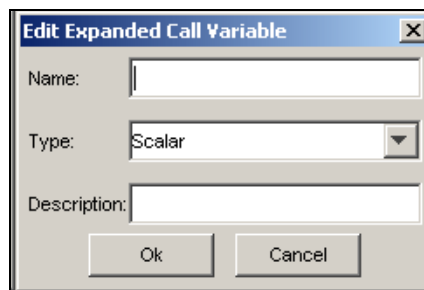 Edit Expanded Call Variable
Name:
Type: Scalar
Description:
Ok Cancel